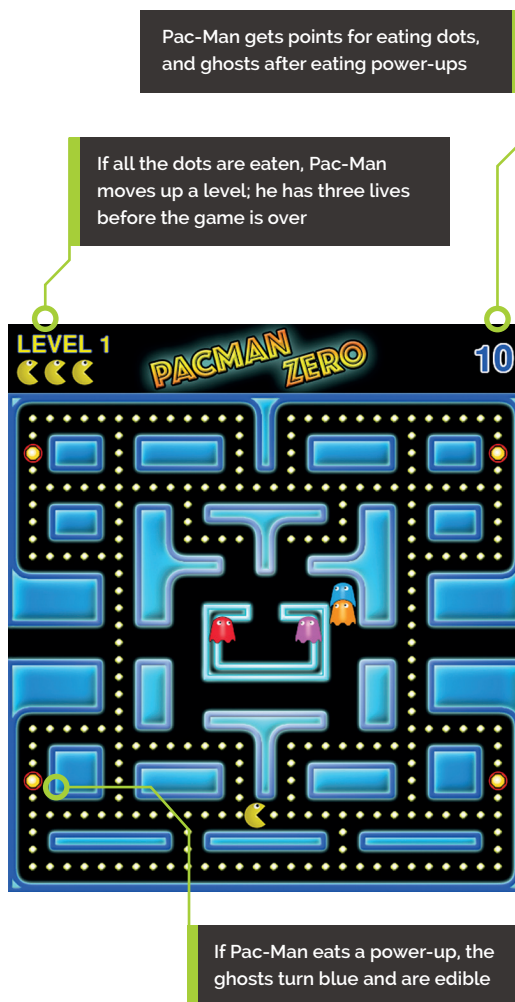 Pac-Man gets points for eating dots,
and ghosts after eating power-ups
If all the dots are eaten, Pac-Man
moves up a level; he has three lives
before the game is over
LEVEL 1
PACMAN
ZERO
10
If Pac-Man eats a power-up, the
ghosts turn blue and are edible